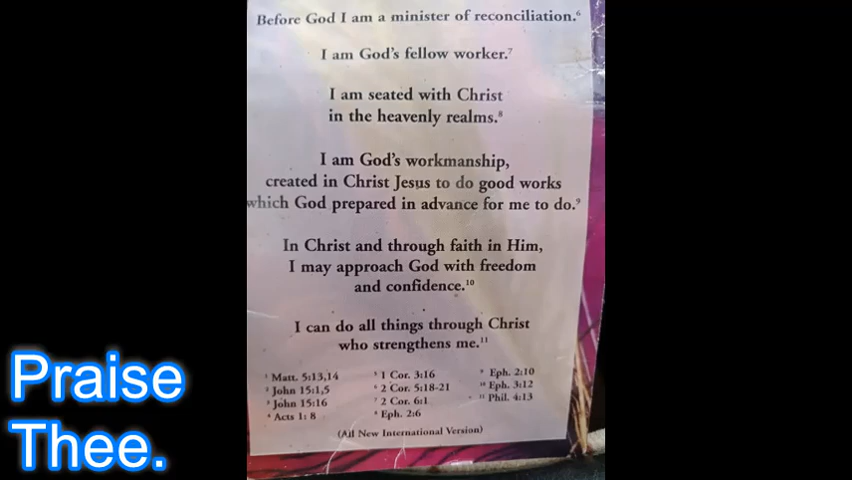 Before God I am a minister of reconciliation.⁶
I am God's fellow worker.⁷
I am seated with Christ
in the heavenly realms.⁸
I am God's workmanship,
created in Christ Jesus to do good works
which God prepared in advance for me to do.⁹
In Christ and through faith in Him,
I may approach God with freedom
and confidence.¹⁰
I can do all things through Christ
who strengthens me.¹¹
¹ Matt. 5:13,14
² John 15:1,5
³ John 15:16
⁴ Acts 1: 8
⁵ 1 Cor. 3:16
⁶ 2 Cor. 5:18-21
⁷ 2 Cor. 6:1
⁸ Eph. 2:6
⁹ Eph. 2:10
¹⁰ Eph. 3:12
¹¹ Phil. 4:13
(All New International Version)
Praise
Thee.